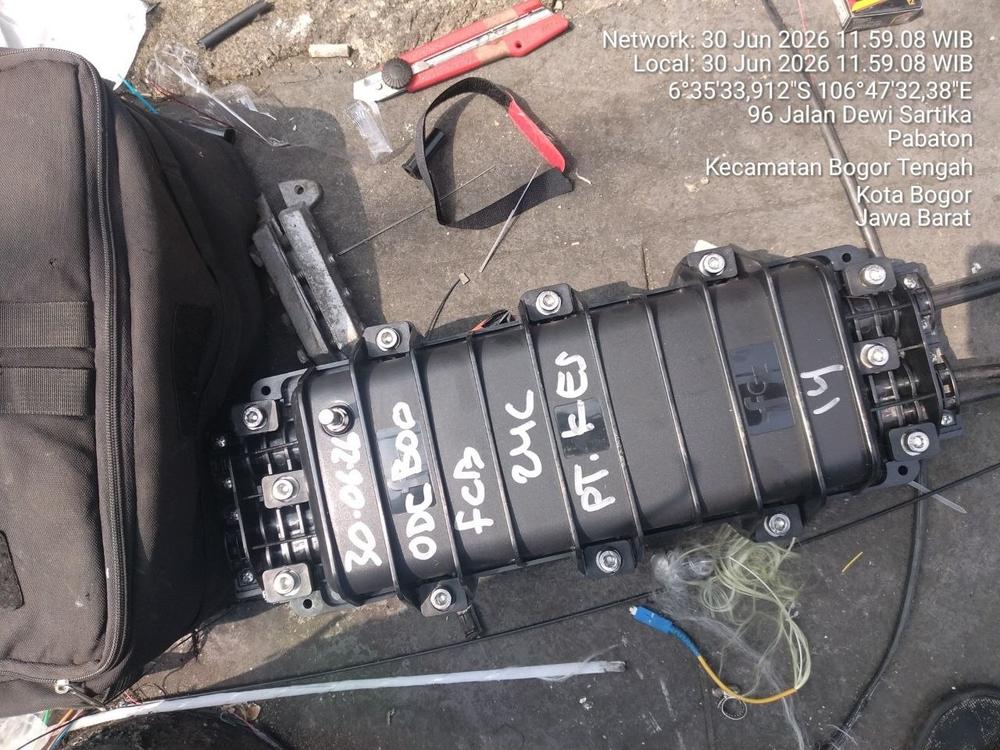 Network: 30 Jun 2026 11.59.08 WIB
Local: 30 Jun 2026 11.59.08 WIB
6°35'33,912"S 106°47'32,38"E
96 Jalan Dewi Sartika
Pabaton
Kecamatan Bogor Tengah
Kota Bogor
Jawa Barat
30.06.26
ODC BOO
FCB
24C
PT. KES
14